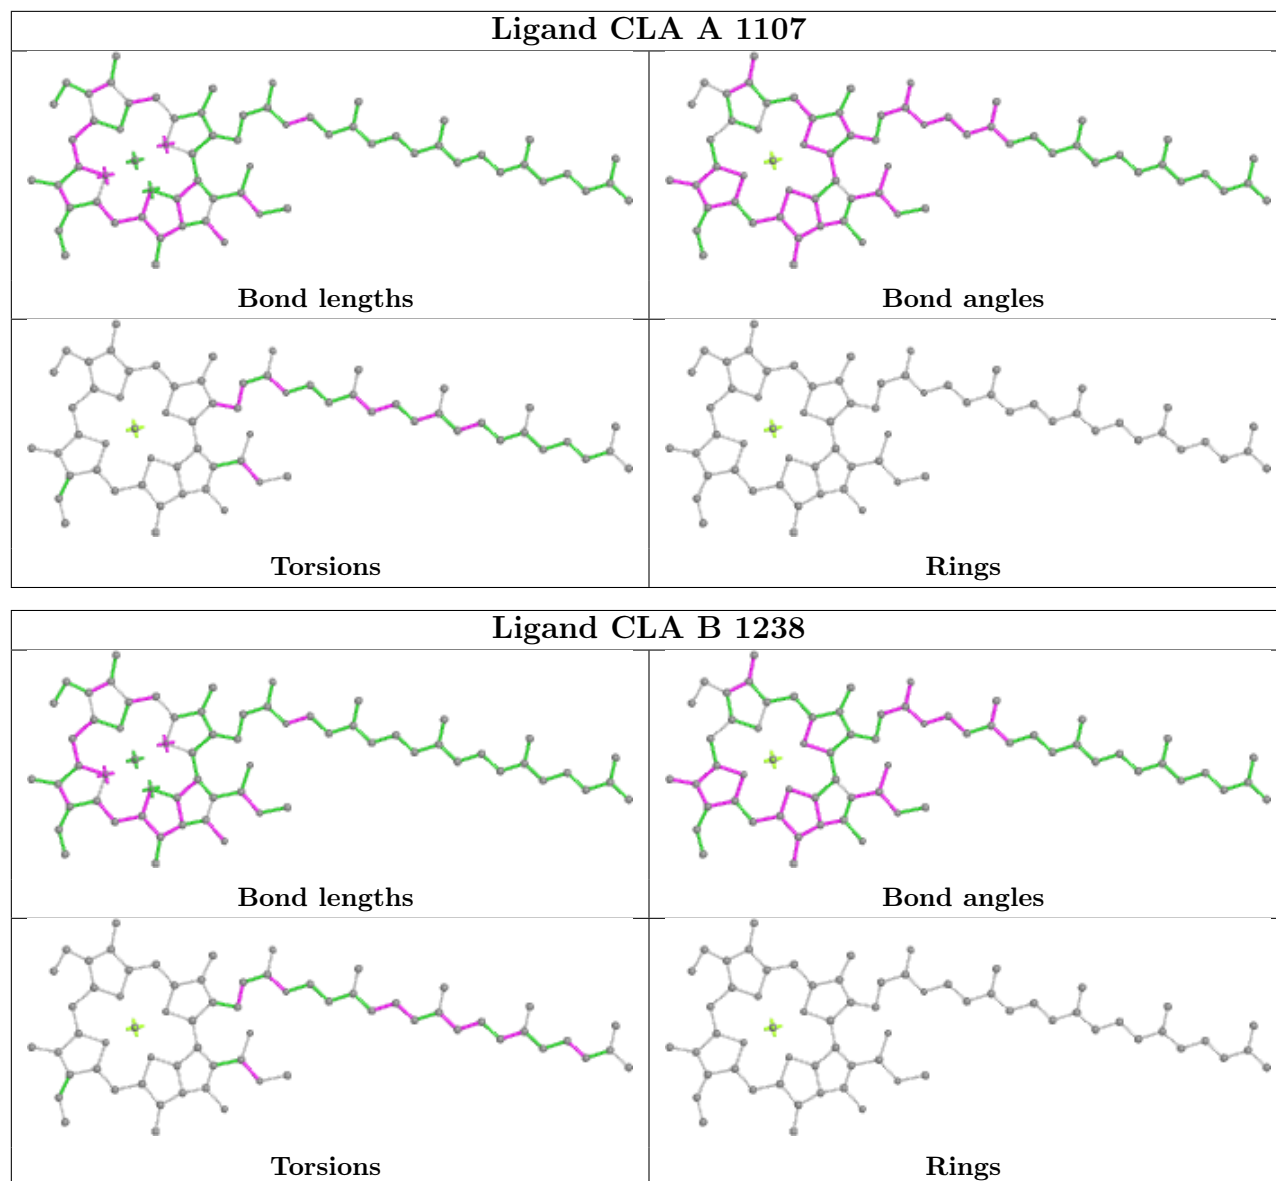 Ligand CLA A 1107
Bond lengths
Bond angles
Torsions
Rings
Ligand CLA B 1238
Bond lengths
Bond angles
Torsions
Rings